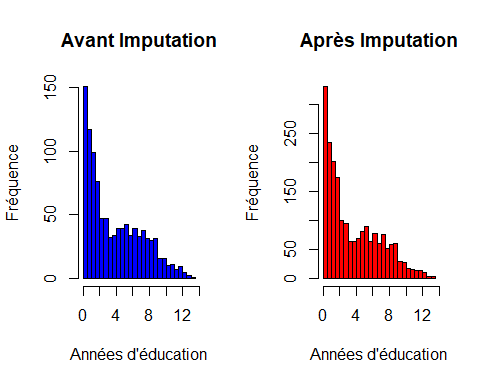 Avant Imputation
Fréquence
0
50
100
150
0
4
8
12
Années d'éducation
Après Imputation
Fréquence
0
50
150
250
0
4
8
12
Années d'éducation